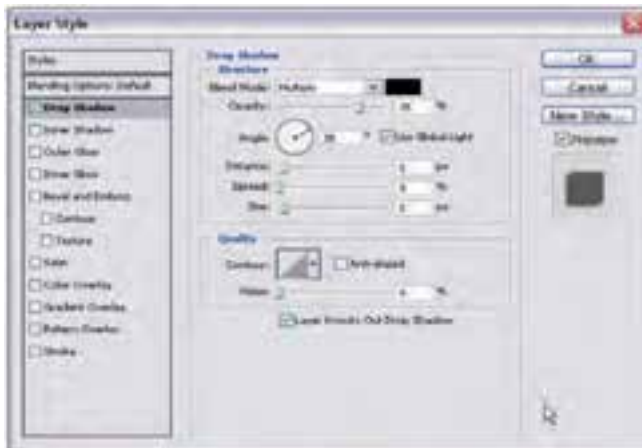 Layer Style
Styles
Blending Options: Default
Drop Shadow
Inner Shadow
Outer Glow
Inner Glow
Bevel and Emboss
Contour
Texture
Satin
Color Overlay
Gradient Overlay
Pattern Overlay
Stroke
Drop Shadow
Structure
Blend Mode: Multiply
Opacity: %
Angle: ° Use Global Light
Distance: px
Spread: %
Size: px
Quality
Contour: Anti-aliased
Noise: %
Layer Knocks Out Drop Shadow
OK
Cancel
New Style...
Preview